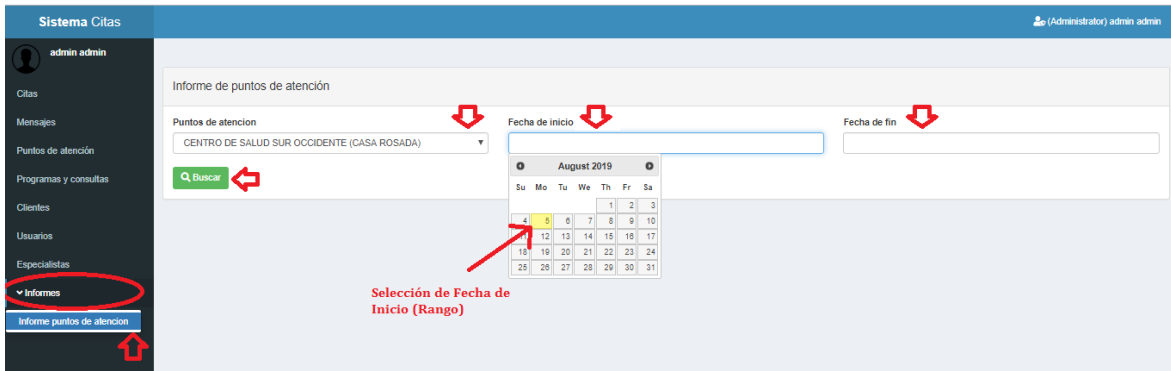 Sistema Citas
(Administrator) admin admin
admin admin
Citas
Mensajes
Puntos de atención
Programas y consultas
Clientes
Usuarios
Especialistas
Informes
Informe puntos de atencion
Informe de puntos de atención
Puntos de atencion
CENTRO DE SALUD SUR OCCIDENTE (CASA ROSADA)
Buscar
Fecha de inicio
Fecha de fin
August 2019
Su Mo Tu We Th Fr Sa
1 2 3
4 5 6 7 8 9 10
11 12 13 14 15 16 17
18 19 20 21 22 23 24
25 26 27 28 29 30 31
Selección de Fecha de
Inicio (Rango)